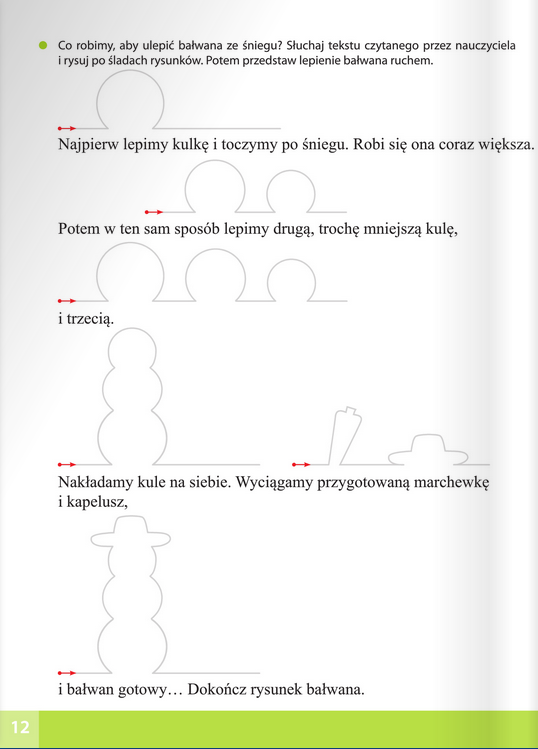 Co robimy, aby ulepić bałwana ze śniegu? Słuchaj tekstu czytanego przez nauczyciela
i rysuj po śladach rysunków. Potem przedstaw lepienie bałwana ruchem.
Najpierw lepimy kulkę i toczymy po śniegu. Robi się ona coraz większa.
Potem w ten sam sposób lepimy drugą, trochę mniejszą kulę,
i trzecią.
Nakładamy kule na siebie. Wyciągamy przygotowaną marchewkę
i kapelusz,
i bałwan gotowy… Dokończ rysunek bałwana.
12